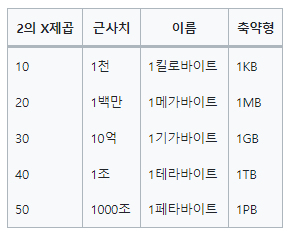 2의 X제곱 근사치 이름 축약형
10 1천 1킬로바이트 1KB
20 1백만 1메가바이트 1MB
30 10억 1기가바이트 1GB
40 1조 1테라바이트 1TB
50 1000조 1페타바이트 1PB